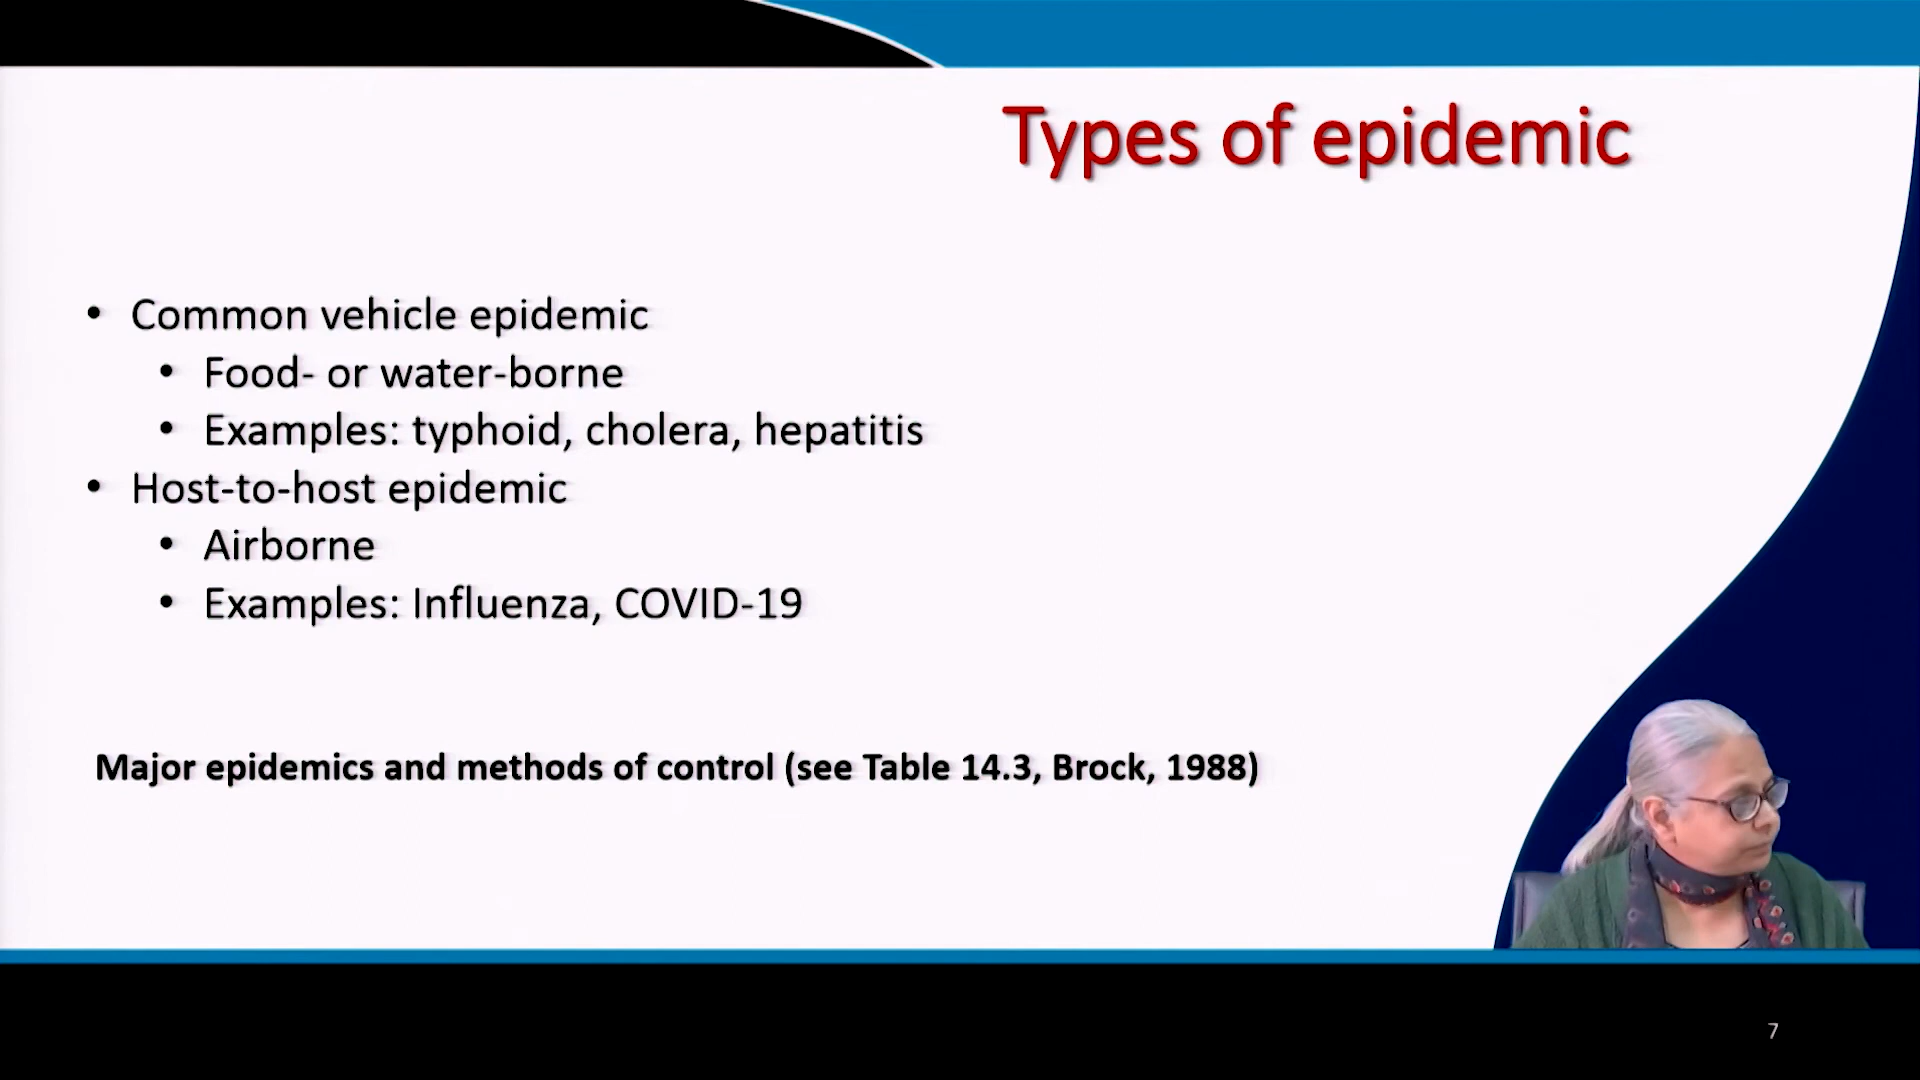 Types of epidemic
• Common vehicle epidemic
• Food- or water-borne
• Examples: typhoid, cholera, hepatitis
• Host-to-host epidemic
• Airborne
• Examples: Influenza, COVID-19
Major epidemics and methods of control (see Table 14.3, Brock, 1988)
7